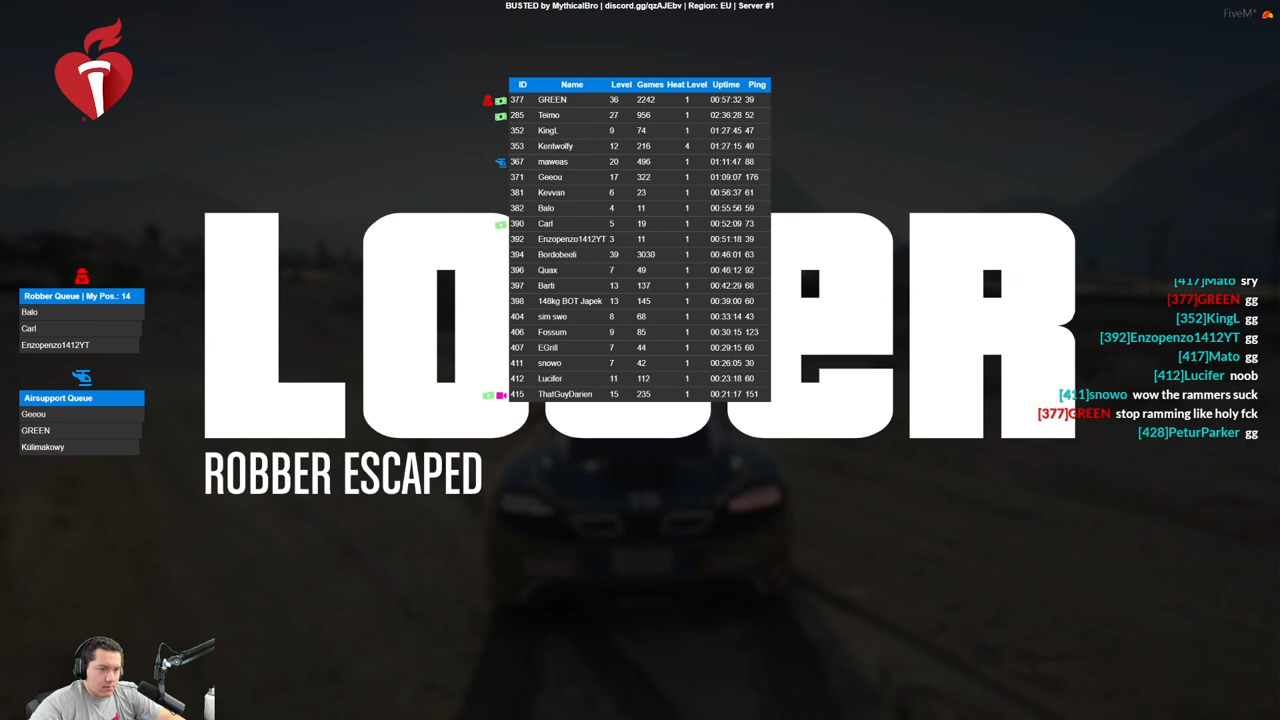 BUSTED by MythicalBro | discord.gg/qzAJEbv | Region: EU | Server #1
FiveM*
ID Name Level Games Heat Level Uptime Ping
377 GREEN 36 2242 1 00:57:32 39
285 Teimo 27 956 1 02:36:28 52
352 KingL 9 74 1 01:27:45 47
353 Kentwolfy 12 216 4 01:27:15 40
367 maweas 20 496 1 01:11:47 88
371 Geeou 17 322 1 01:09:07 176
381 Kevvan 6 23 1 00:56:37 61
382 Balo 4 11 1 00:55:56 59
390 Carl 5 19 1 00:52:09 73
392 Enzopenzo1412YT 3 11 1 00:51:18 39
394 Bordobeeli 39 3030 1 00:46:01 63
396 Quax 7 49 1 00:46:12 92
397 Barti 13 137 1 00:42:29 68
398 148kg BOT Japek 13 145 1 00:39:00 60
404 sim swe 8 68 1 00:33:14 43
406 Fossum 9 85 1 00:30:15 123
407 EGrill 7 44 1 00:29:15 60
411 snowo 7 42 1 00:26:05 30
412 Lucifer 11 112 1 00:23:18 60
415 ThatGuyDarien 15 235 1 00:21:17 151
LOSER
ROBBER ESCAPED
Robber Queue | My Pos.: 14
Balo
Carl
Enzopenzo1412YT
Airsupport Queue
Geeou
GREEN
Külimakowy
[417]Mato sry
[377]GREEN gg
[352]KingL gg
[392]Enzopenzo1412YT gg
[417]Mato gg
[412]Lucifer noob
[411]snowo wow the rammers suck
[377]GREEN stop ramming like holy fck
[428]PeturParker gg